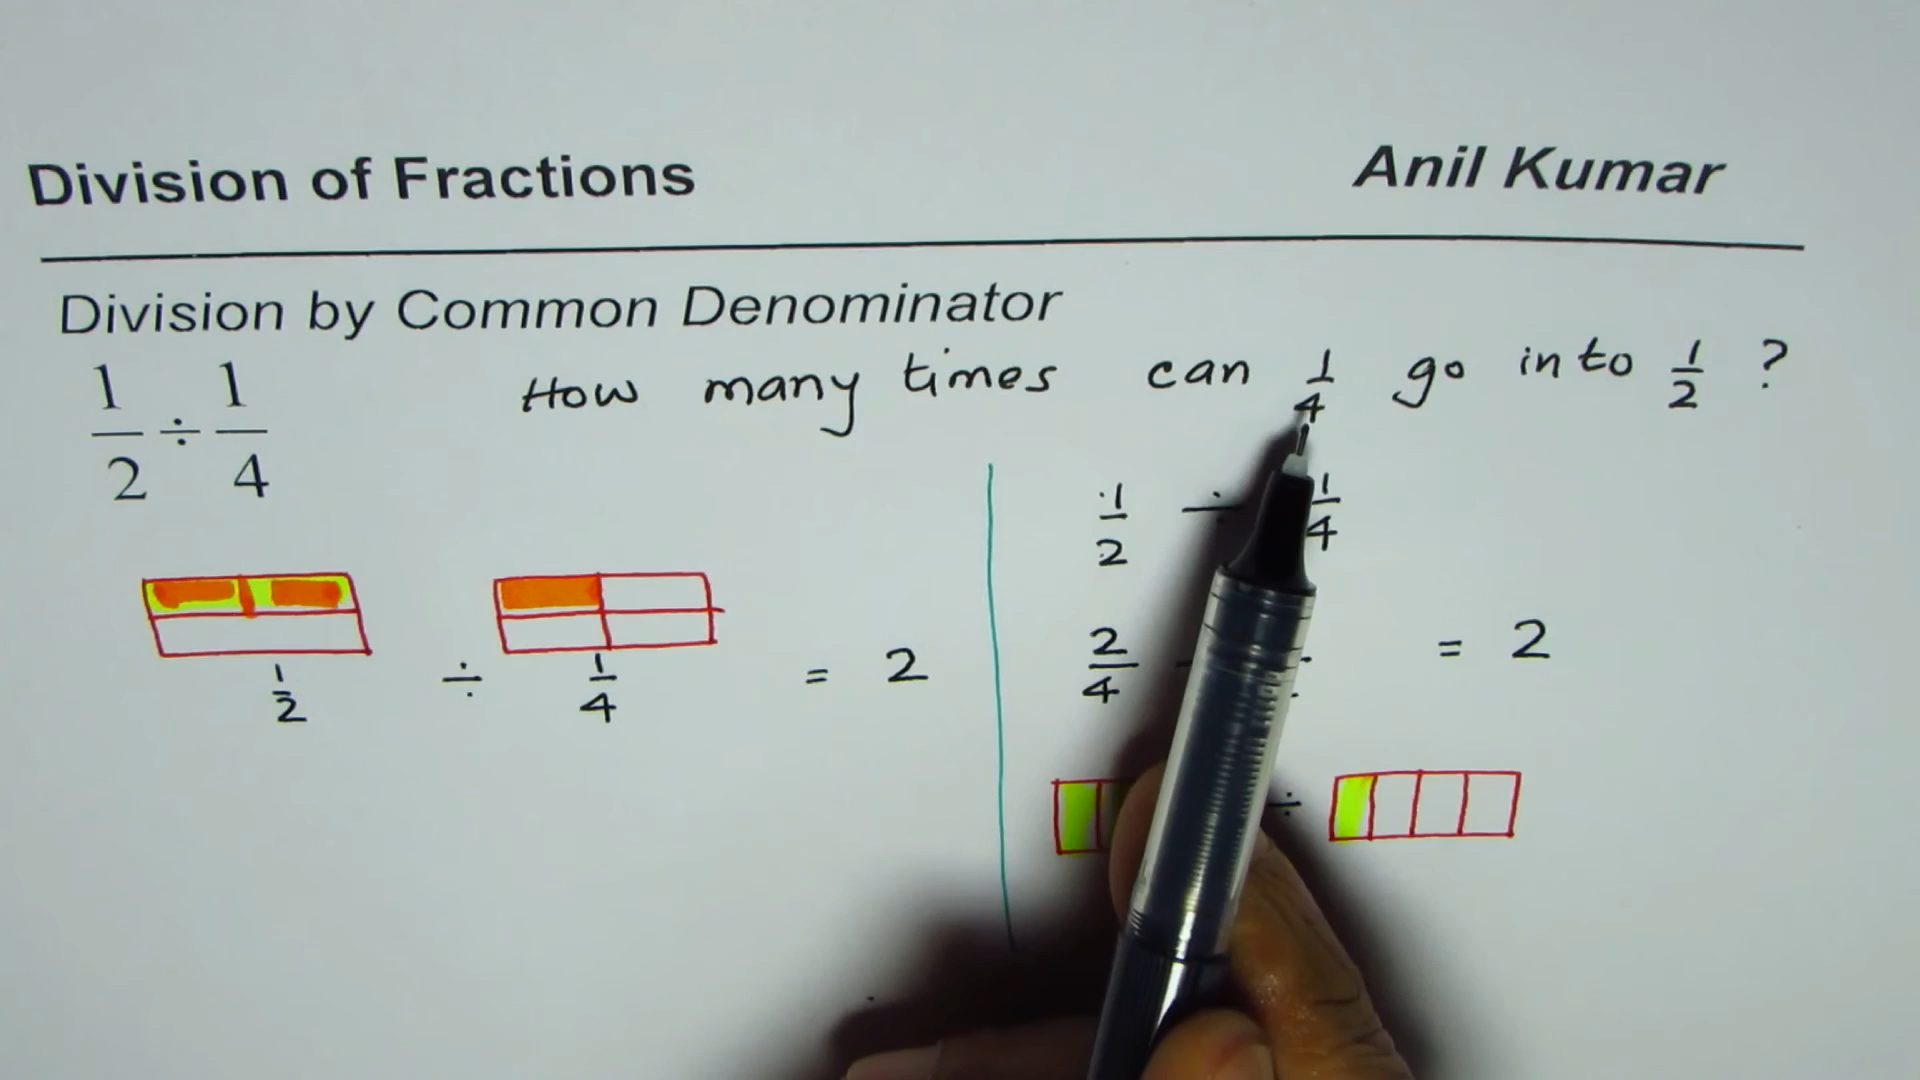 Division of Fractions
Anil Kumar
Division by Common Denominator
1/2 ÷ 1/4
How many times can 1/4 go into 1/2 ?
1/2 ÷ 1/4 = 2
1/2 ÷ 1/4
2/4 = 2
÷